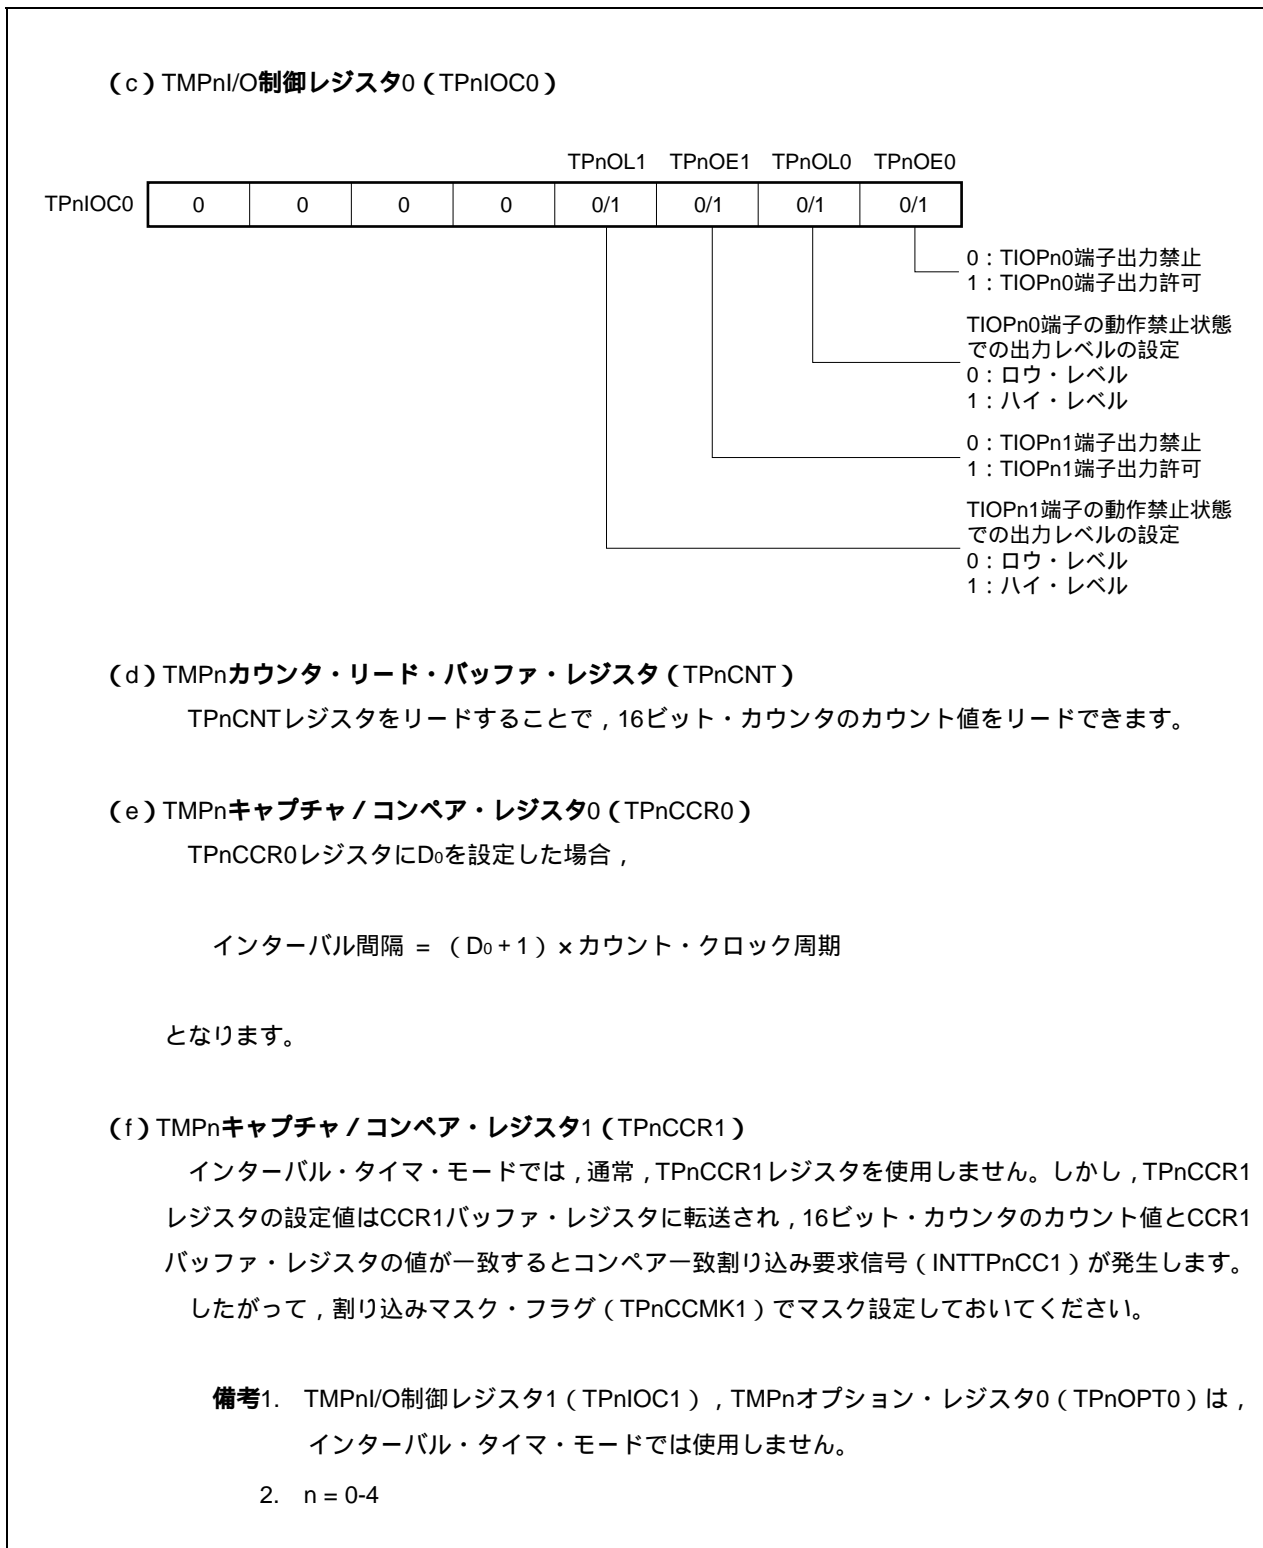 （c）TMPnI/O制御レジスタ0（TPnIOC0）
TPnOL1 TPnOE1 TPnOL0 TPnOE0
TPnIOC0 0 0 0 0 0/1 0/1 0/1 0/1
0：TIOPn0端子出力禁止
1：TIOPn0端子出力許可
TIOPn0端子の動作禁止状態
での出力レベルの設定
0：ロウ・レベル
1：ハイ・レベル
0：TIOPn1端子出力禁止
1：TIOPn1端子出力許可
TIOPn1端子の動作禁止状態
での出力レベルの設定
0：ロウ・レベル
1：ハイ・レベル
（d）TMPnカウンタ・リード・バッファ・レジスタ（TPnCNT）
TPnCNTレジスタをリードすることで，16ビット・カウンタのカウント値をリードできます。
（e）TMPnキャプチャ／コンペア・レジスタ0（TPnCCR0）
TPnCCR0レジスタにD0を設定した場合，
インターバル間隔 = （D0＋1）×カウント・クロック周期
となります。
（f）TMPnキャプチャ／コンペア・レジスタ1（TPnCCR1）
インターバル・タイマ・モードでは，通常，TPnCCR1レジスタを使用しません。しかし，TPnCCR1
レジスタの設定値はCCR1バッファ・レジスタに転送され，16ビット・カウンタのカウント値とCCR1
バッファ・レジスタの値が一致するとコンペア一致割り込み要求信号（INTTPnCC1）が発生します。
したがって，割り込みマスク・フラグ（TPnCCMK1）でマスク設定しておいてください。
備考1. TMPnI/O制御レジスタ1（TPnIOC1），TMPnオプション・レジスタ0（TPnOPT0）は，
インターバル・タイマ・モードでは使用しません。
2. n = 0-4